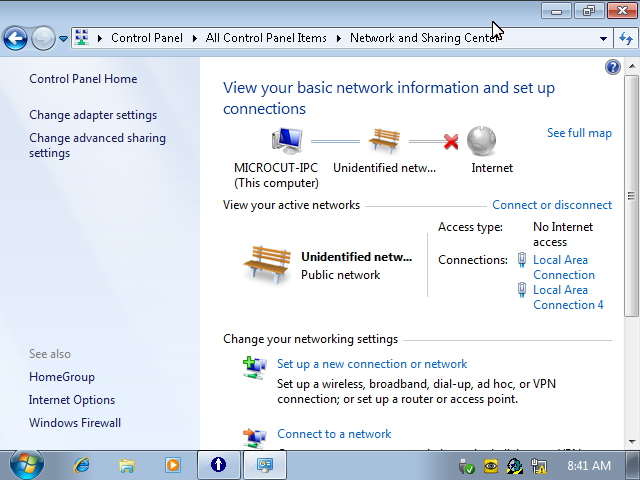 Control Panel
All Control Panel Items
Network and Sharing Center
Control Panel Home
Change adapter settings
Change advanced sharing
settings
See also
HomeGroup
Internet Options
Windows Firewall
View your basic network information and set up
connections
See full map
MICROCUT-IPC
(This computer)
Unidentified netw...
Internet
View your active networks
Connect or disconnect
Unidentified netw...
Public network
Access type:
No Internet
access
Connections:
Local Area
Connection
Local Area
Connection 4
Change your networking settings
Set up a new connection or network
Set up a wireless, broadband, dial-up, ad hoc, or VPN
connection; or set up a router or access point.
Connect to a network
8:41 AM